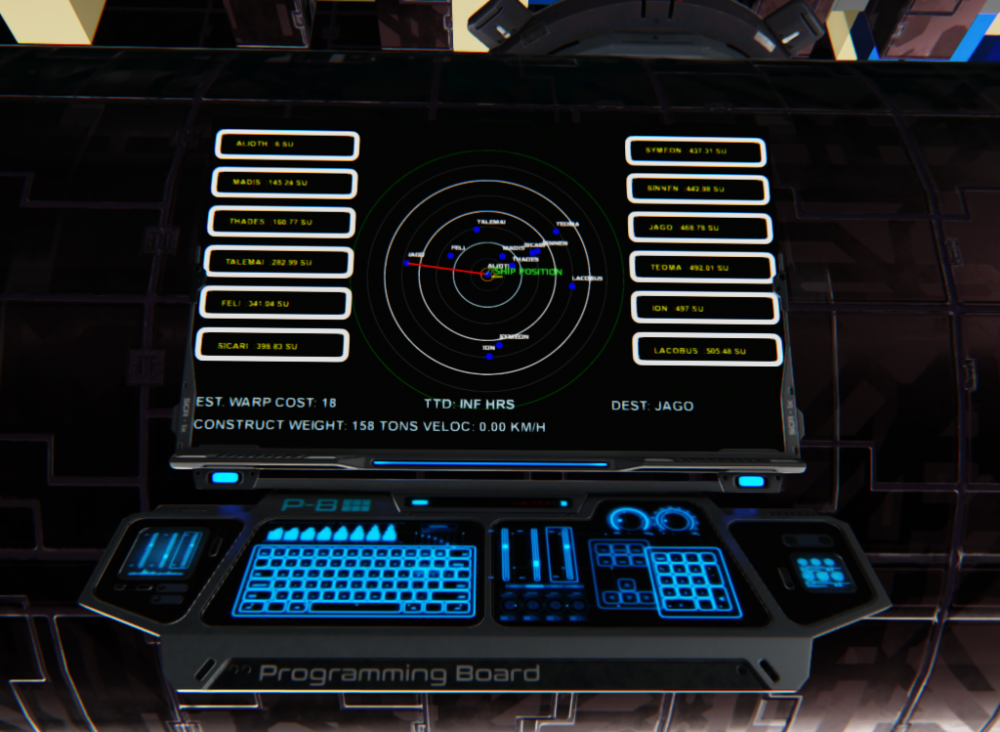 ALIOTH 6 SU
MADIS 143.24 SU
THADES 160.77 SU
TALEMAI 282.99 SU
FELI 341.04 SU
SICARI 398.83 SU
SYMEON 437.31 SU
SINNEN 442.98 SU
JAGO 468.78 SU
TEOMA 492.01 SU
ION 497 SU
LACOBUS 505.48 SU
TALEMAI
TEOMA
JAGO
FELI
MADIS
SICARI
SINNEN
THADES
ALIOTH
SHIP POSITION
LACOBUS
SYMEON
ION
EST. WARP COST: 18
TTD: INF HRS
DEST: JAGO
CONSTRUCT WEIGHT: 158 TONS VELOC: 0.00 KM/H
P-B
Programming Board